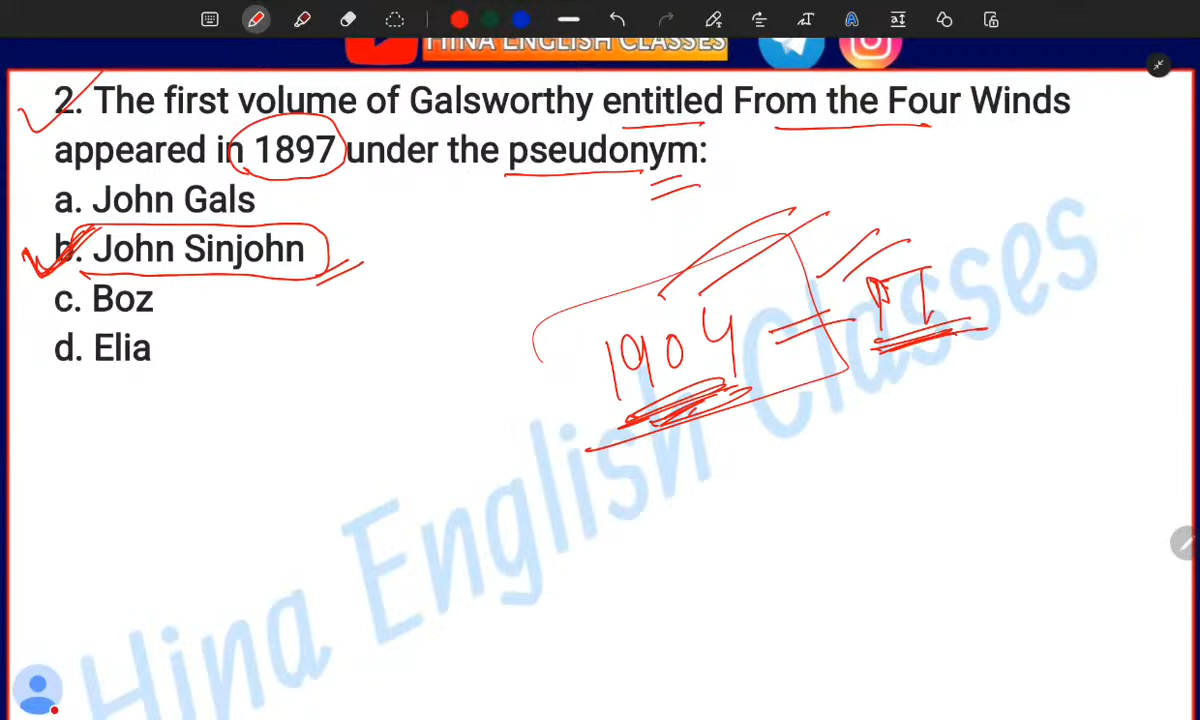 HINA ENGLISH CLASSES
2. The first volume of Galsworthy entitled From the Four Winds
appeared in 1897 under the pseudonym:
a. John Gals
b. John Sinjohn
c. Boz
d. Elia
1904 =
Hina English Classes